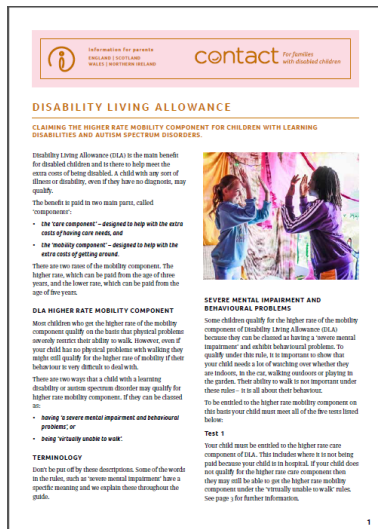 Information for parents
ENGLAND | SCOTLAND
WALES | NORTHERN IRELAND
contact
For families
with disabled children
DISABILITY LIVING ALLOWANCE
CLAIMING THE HIGHER RATE MOBILITY COMPONENT FOR CHILDREN WITH LEARNING
DISABILITIES AND AUTISM SPECTRUM DISORDERS.
Disability Living Allowance (DLA) is the main benefit
for disabled children and is there to help meet the
extra costs of being disabled. A child with any sort of
illness or disability, even if they have no diagnosis, may
qualify.
The benefit is paid in two main parts, called
'components':
• the 'care component' – designed to help with the extra
costs of having care needs, and
• the 'mobility component' – designed to help with the
extra costs of getting around.
There are two rates of the mobility component. The
higher rate, which can be paid from the age of three
years, and the lower rate, which can be paid from the
age of five years.
DLA HIGHER RATE MOBILITY COMPONENT
Most children who get the higher rate of the mobility
component qualify on the basis that physical problems
severely restrict their ability to walk. However, even if
your child has no physical problems with walking they
might still qualify for the higher rate of mobility if their
behaviour is very difficult to deal with.
There are two ways that a child with a learning
disability or autism spectrum disorder may qualify for
higher rate mobility component. If they can be classed
as:
• having 'a severe mental impairment and behavioural
problems'; or
• being 'virtually unable to walk'.
TERMINOLOGY
Don't be put off by these descriptions. Some of the words
in the rules, such as 'severe mental impairment' have a
specific meaning and we explain these throughout the
guide.
SEVERE MENTAL IMPAIRMENT AND
BEHAVIOURAL PROBLEMS
Some children qualify for the higher rate of the mobility
component of Disability Living Allowance (DLA)
because they can be classed as having a 'severe mental
impairment' and exhibit behavioural problems. To
qualify under this rule, it is important to show that
your child needs a lot of watching over whether they
are indoors, in the car, walking outdoors or playing in
the garden. Their ability to walk is not important under
these rules – it is all about their behaviour.
To be entitled to the higher rate mobility component on
this basis your child must meet all of the five tests listed
below:
Test 1
Your child must be entitled to the higher rate care
component of DLA. This includes where it is not being
paid because your child is in hospital. If your child does
not qualify for the higher rate care component then
they may still be able to get the higher rate mobility
component under the 'virtually unable to walk' rules.
See page 3 for further information.
1